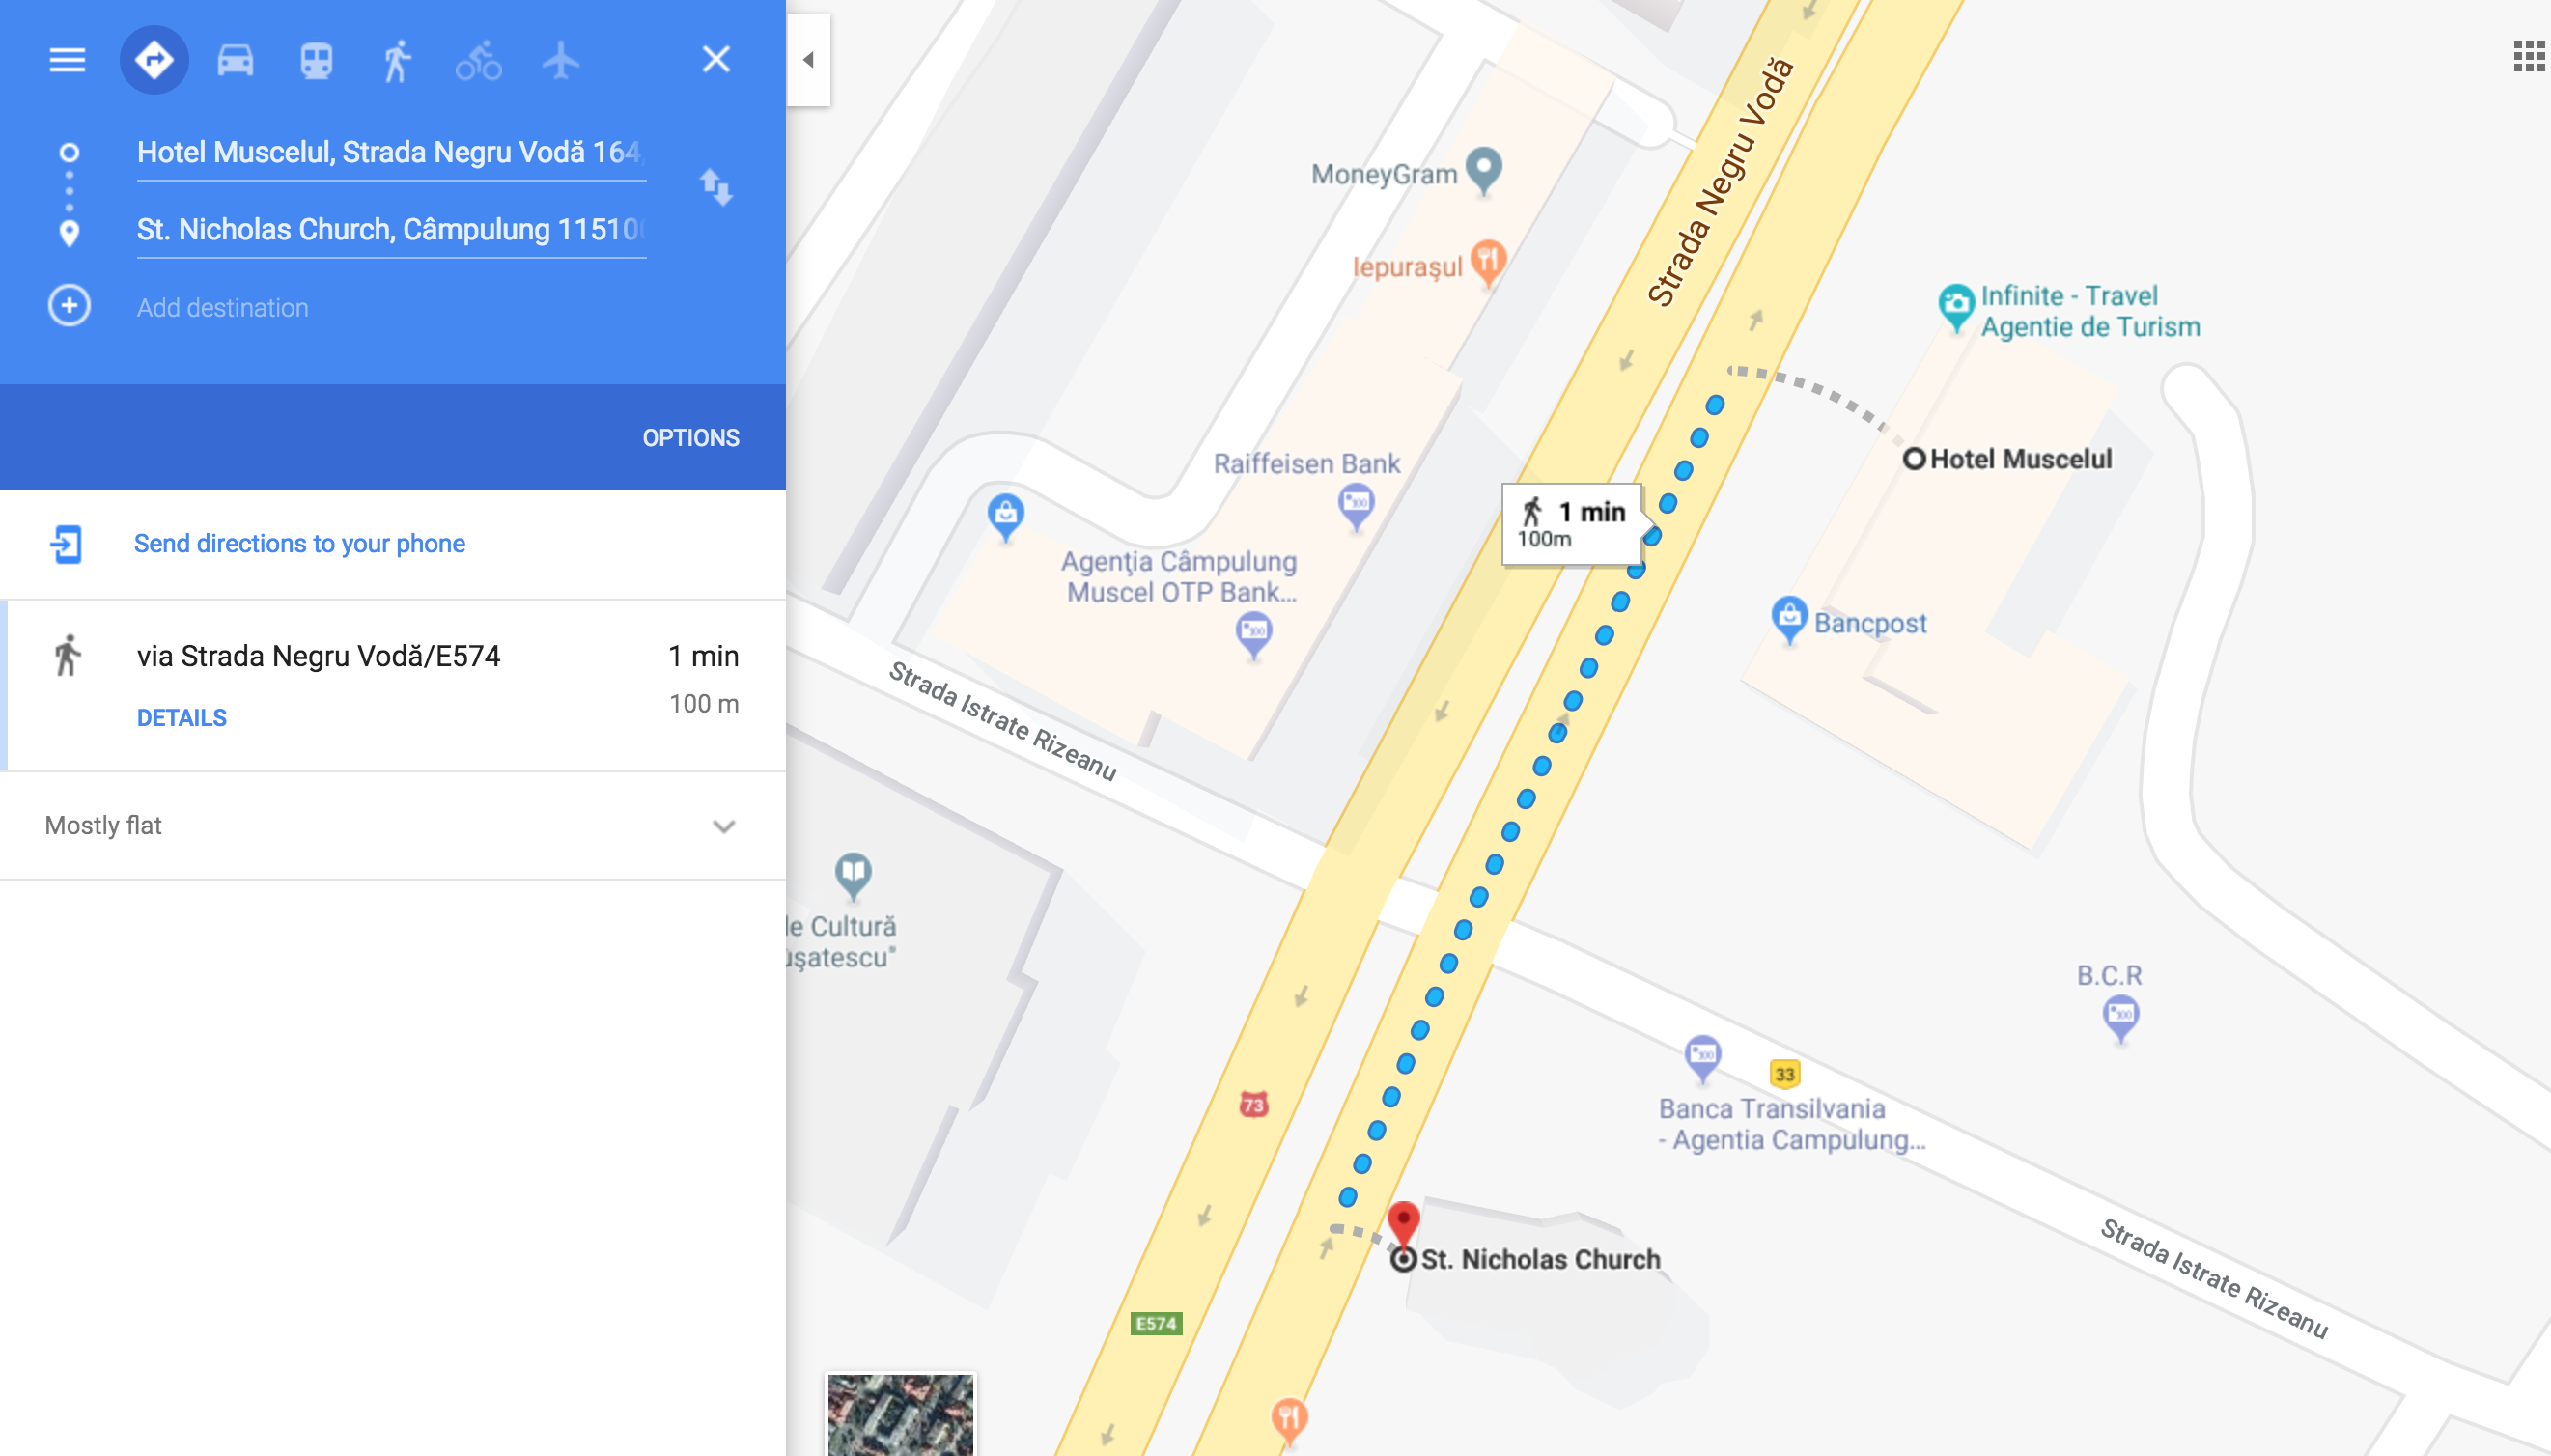 Hotel Muscelul, Strada Negru Vodă 164,
St. Nicholas Church, Câmpulung 115100
Add destination
OPTIONS
Send directions to your phone
via Strada Negru Vodă/E574
1 min
DETAILS
100 m
Mostly flat
Strada Negru Vodă
MoneyGram
Iepurașul
Infinite - Travel
Agentie de Turism
Raiffeisen Bank
Hotel Muscelul
1 min
100m
Agenţia Câmpulung
Muscel OTP Bank...
Bancpost
Strada Istrate Rizeanu
le Cultură
uşatescu"
B.C.R
33
Banca Transilvania
- Agentia Campulung...
73
St. Nicholas Church
Strada Istrate Rizeanu
E574